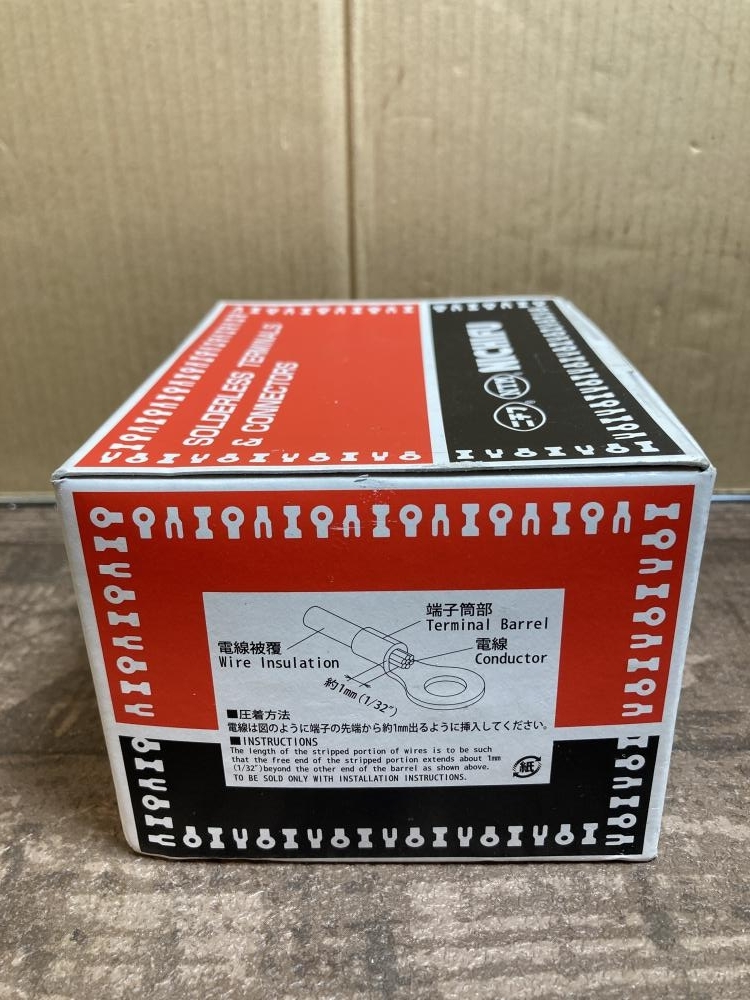 SOLDERLESS TERMINALS
& CONNECTORS
®
ニチフ
NTM
NICHIFU
端子筒部
Terminal Barrel
電線被覆
Wire Insulation
電線
Conductor
約1mm(1/32")
■圧着方法
電線は図のように端子の先端から約1mm出るように挿入してください。
■INSTRUCTIONS
The length of the stripped portion of wires is to be such
that the free end of the stripped portion extends about 1mm
(1/32")beyond the other end of the barrel as shown above.
TO BE SOLD ONLY WITH INSTALLATION INSTRUCTIONS.
紙